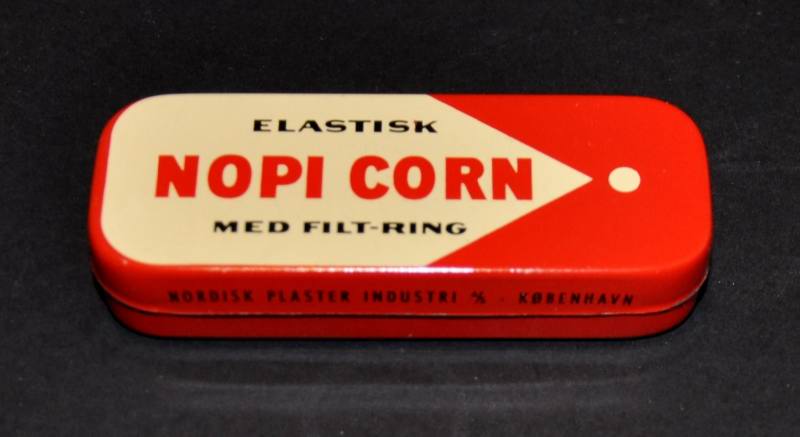 ELASTISK
NOPI CORN
MED FILT-RING
NORDISK PLASTER INDUSTRI A/S · KØBENHAVN